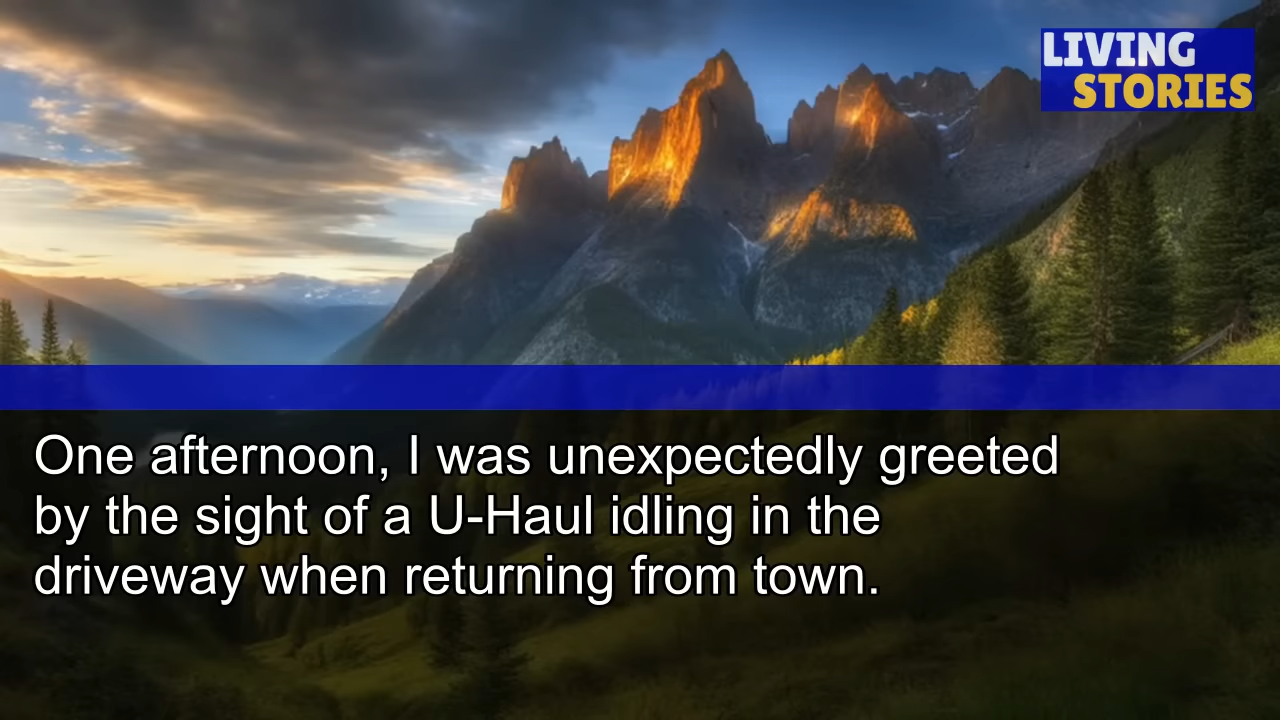 LIVING
STORIES
One afternoon, I was unexpectedly greeted
by the sight of a U-Haul idling in the
driveway when returning from town.